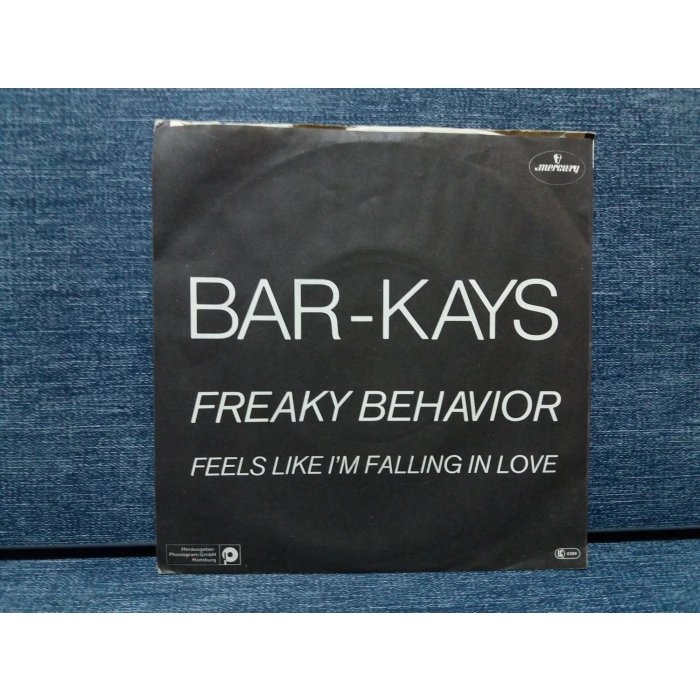 mercury
BAR-KAYS
FREAKY BEHAVIOR
FEELS LIKE I'M FALLING IN LOVE
Herausgeber
Phonogram GmbH
Hamburg